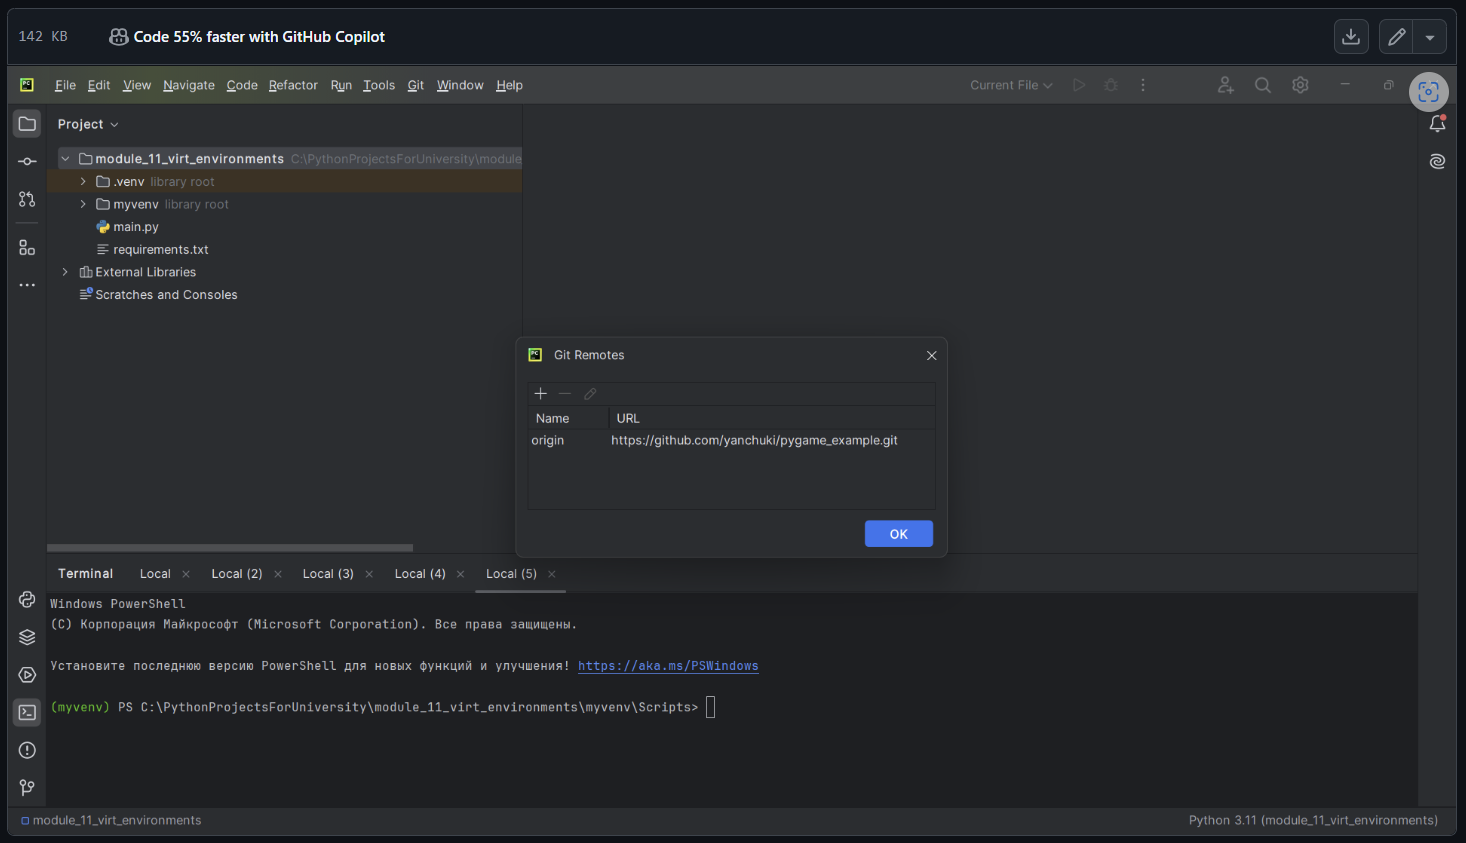 142 KB
Code 55% faster with GitHub Copilot
File Edit View Navigate Code Refactor Run Tools Git Window Help
Current File
Project
module_11_virt_environments C:\PythonProjectsForUniversity\module
.venv library root
myvenv library root
main.py
requirements.txt
External Libraries
Scratches and Consoles
Git Remotes
Name URL
origin https://github.com/yanchuki/pygame_example.git
OK
Terminal Local Local (2) Local (3) Local (4) Local (5)
Windows PowerShell
(C) Корпорация Майкрософт (Microsoft Corporation). Все права защищены.
Установите последнюю версию PowerShell для новых функций и улучшения! https://aka.ms/PSWindows
(myvenv) PS C:\PythonProjectsForUniversity\module_11_virt_environments\myvenv\Scripts>
module_11_virt_environments
Python 3.11 (module_11_virt_environments)